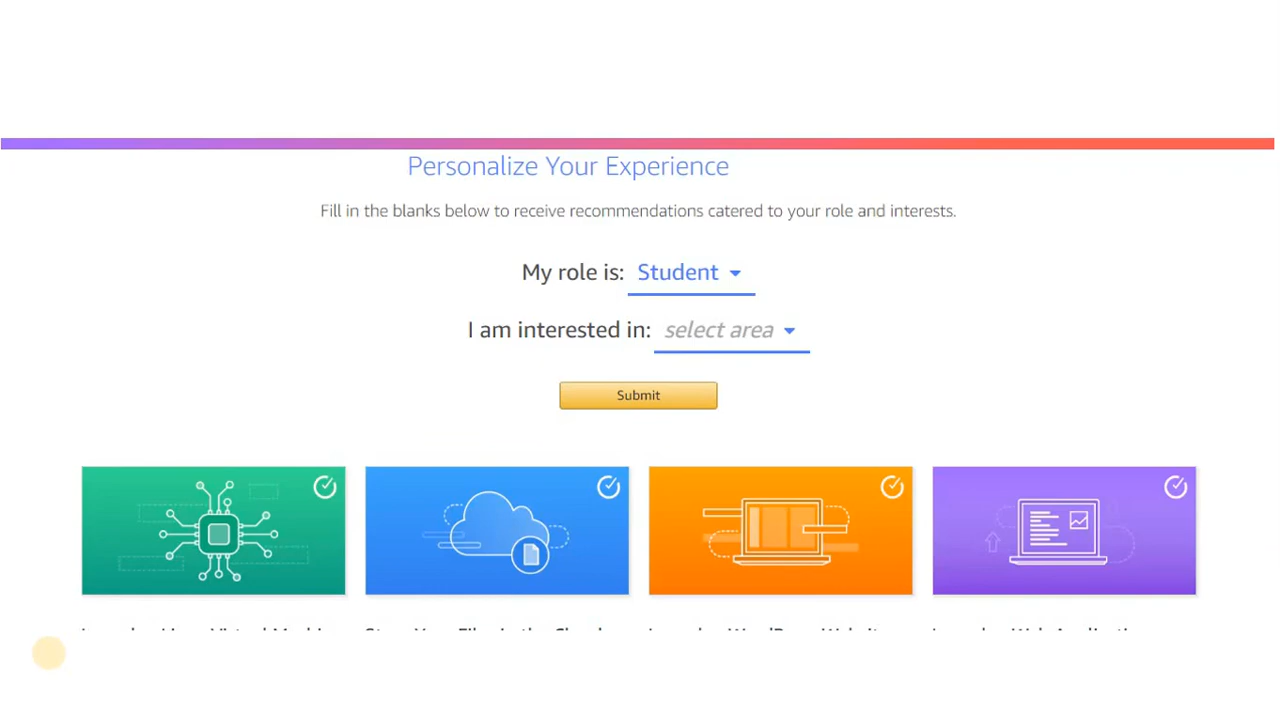 Personalize Your Experience
Fill in the blanks below to receive recommendations catered to your role and interests.
My role is: Student
I am interested in: select area
Submit